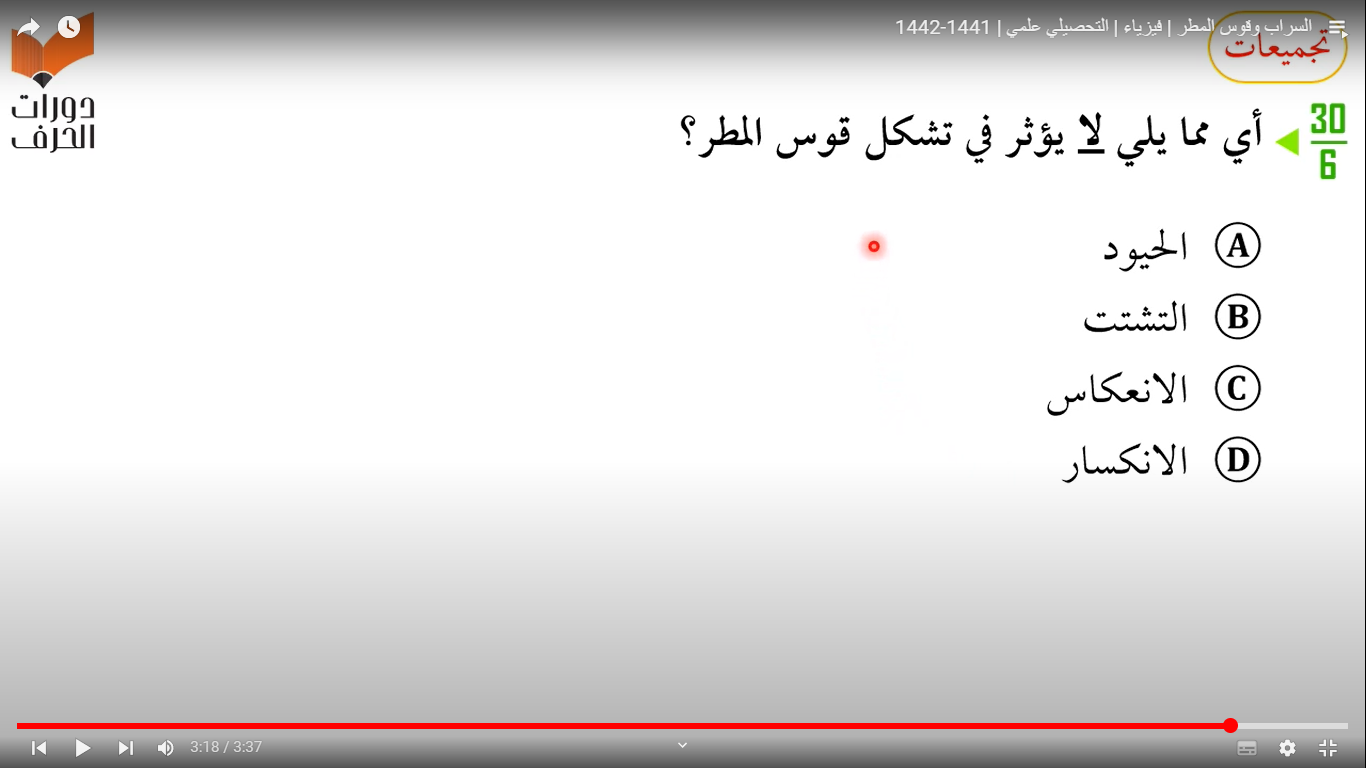 السراب وقوس المطر | فيزياء | التحصيلي علمي | 1441-1442
تجميعات
دورات
الحرف
30
6
أي مما يلي لا يؤثر في تشكل قوس المطر؟
A الحيود
B التشتت
C الانعكاس
D الانكسار
3:18 / 3:37